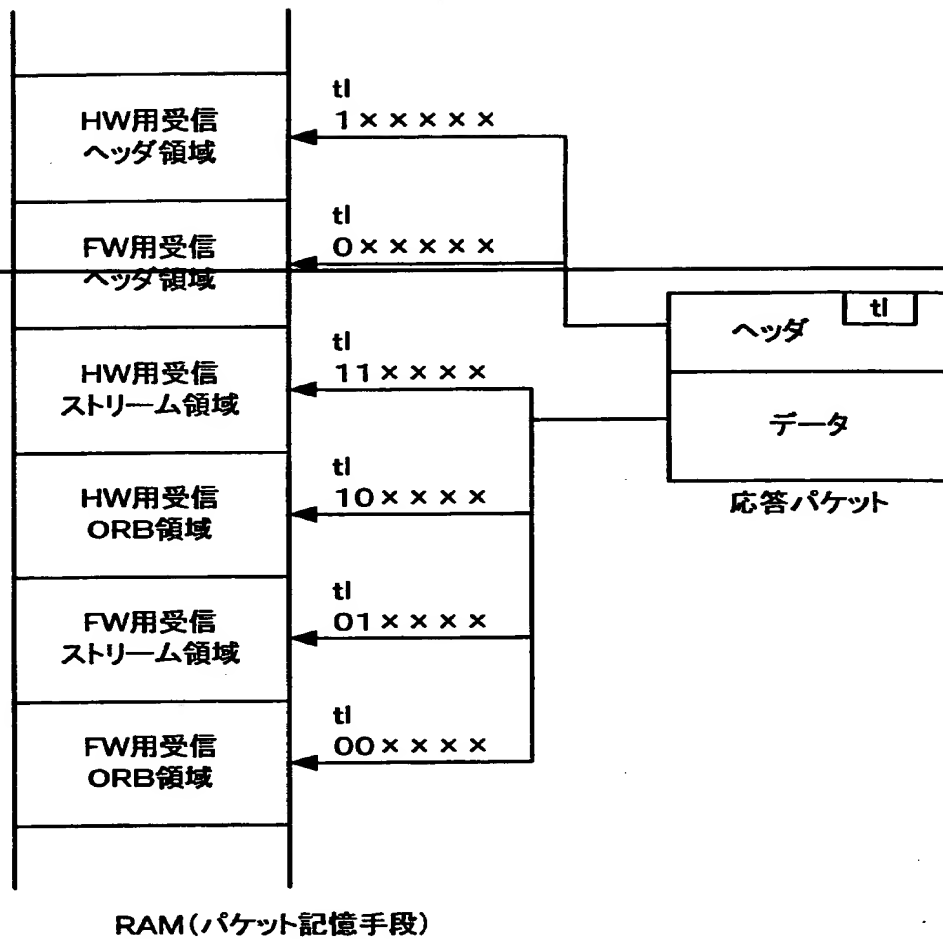 HW用受信
ヘッダ領域
tl
1×××××
FW用受信
ヘッダ領域
tl
0×××××
HW用受信
ストリーム領域
tl
11××××
HW用受信
ORB領域
tl
10××××
FW用受信
ストリーム領域
tl
01××××
FW用受信
ORB領域
tl
00××××
ヘッダ
tl
データ
応答パケット
RAM(パケット記憶手段)